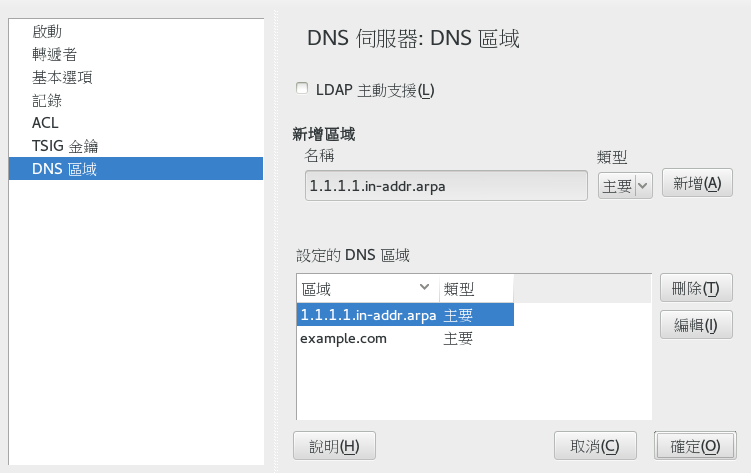 啟動
轉遞者
基本選項
記錄
ACL
TSIG 金鑰
DNS 區域
DNS 伺服器: DNS 區域
LDAP 主動支援(L)
新增區域
名稱
類型
1.1.1.1.in-addr.arpa
主要
新增(A)
設定的 DNS 區域
區域 類型
1.1.1.1.in-addr.arpa 主要
example.com 主要
刪除(T)
編輯(I)
說明(H)
取消(C)
確定(O)